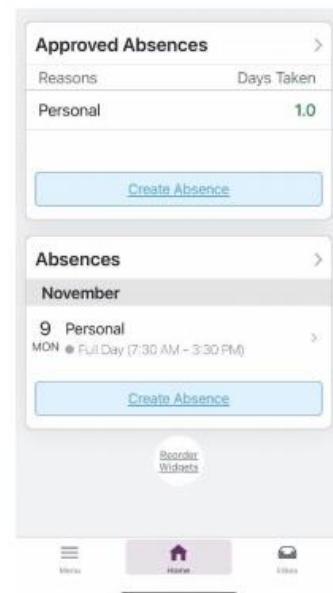 Approved Absences
Reasons Days Taken
Personal 1.0
Create Absence
Absences
November
9 Personal
MON Full Day (7:30 AM - 3:30 PM)
Create Absence
Reorder
Widgets
Menu Home Inbox